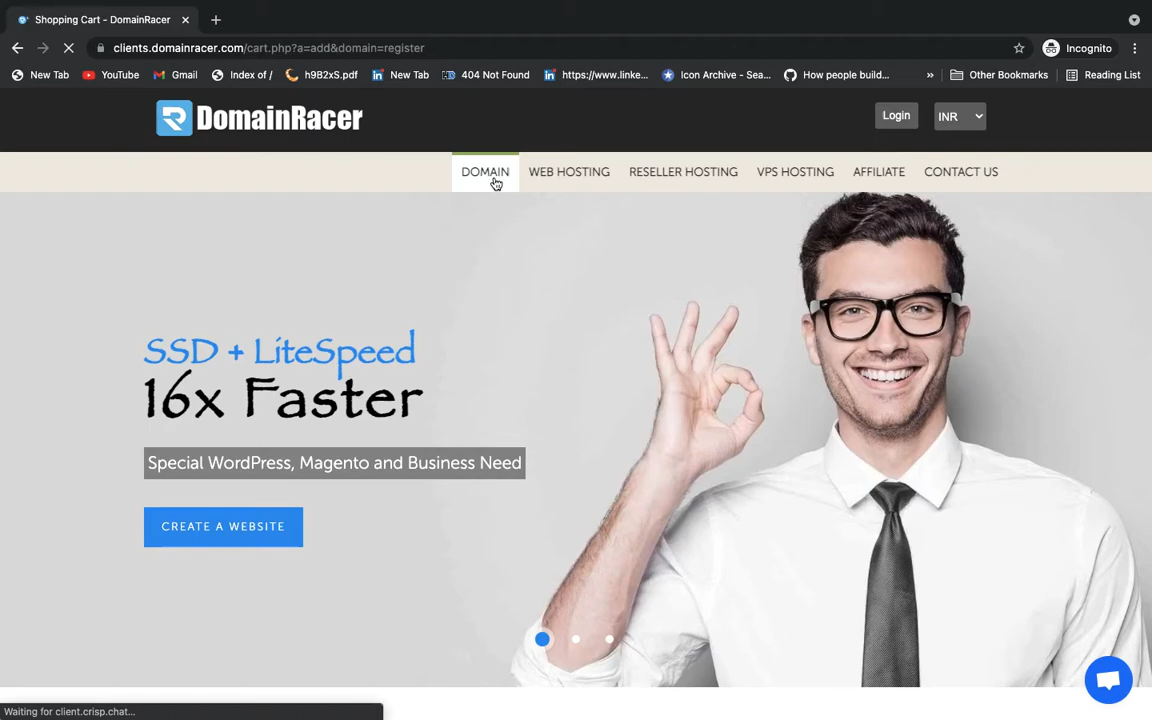 Shopping Cart - DomainRacer
clients.domainracer.com/cart.php?a=add&domain=register
Incognito
New Tab
YouTube
Gmail
Index of /
h9B2xS.pdf
New Tab
404 Not Found
https://www.linke...
Icon Archive - Sea...
How people build...
»
Other Bookmarks
Reading List
DomainRacer
Login
INR
DOMAIN
WEB HOSTING
RESELLER HOSTING
VPS HOSTING
AFFILIATE
CONTACT US
SSD + LiteSpeed
16x Faster
Special WordPress, Magento and Business Need
CREATE A WEBSITE
Waiting for client.crisp.chat...